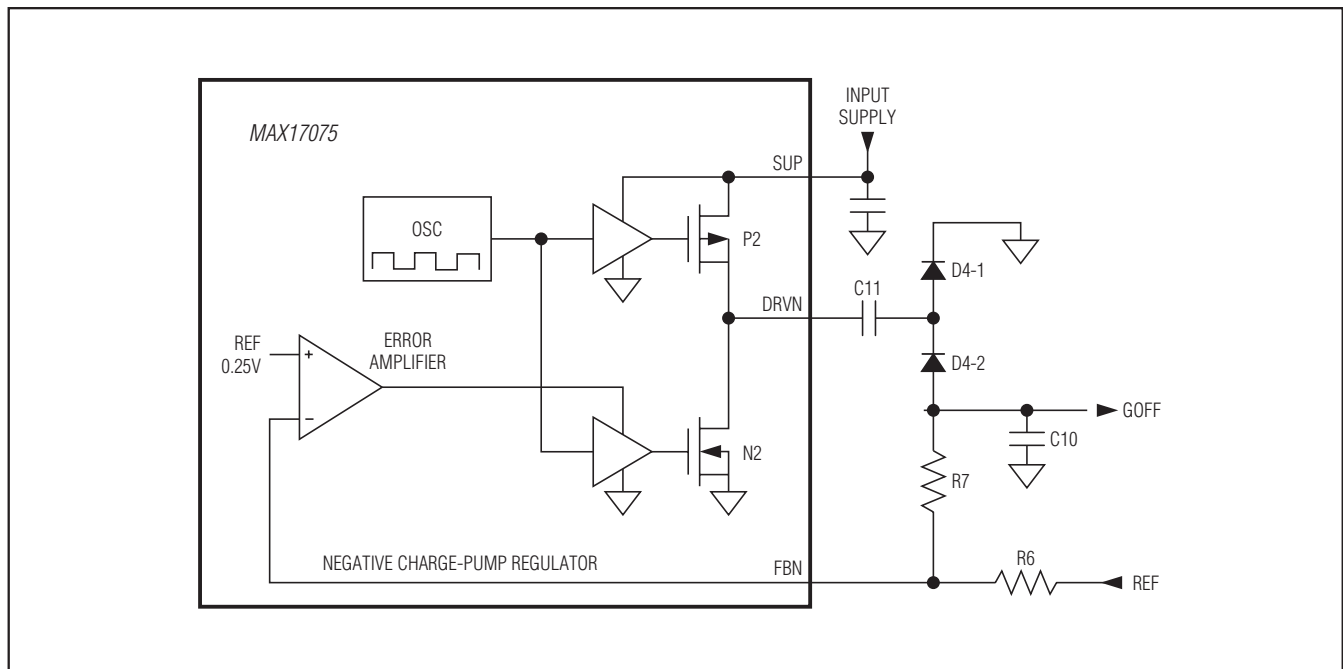 MAX17075
INPUT
SUPPLY
SUP
OSC
P2
D4-1
C11
DRVN
REF
0.25V
ERROR
AMPLIFIER
+
−
D4-2
GOFF
C10
N2
R7
NEGATIVE CHARGE-PUMP REGULATOR
FBN
R6
REF